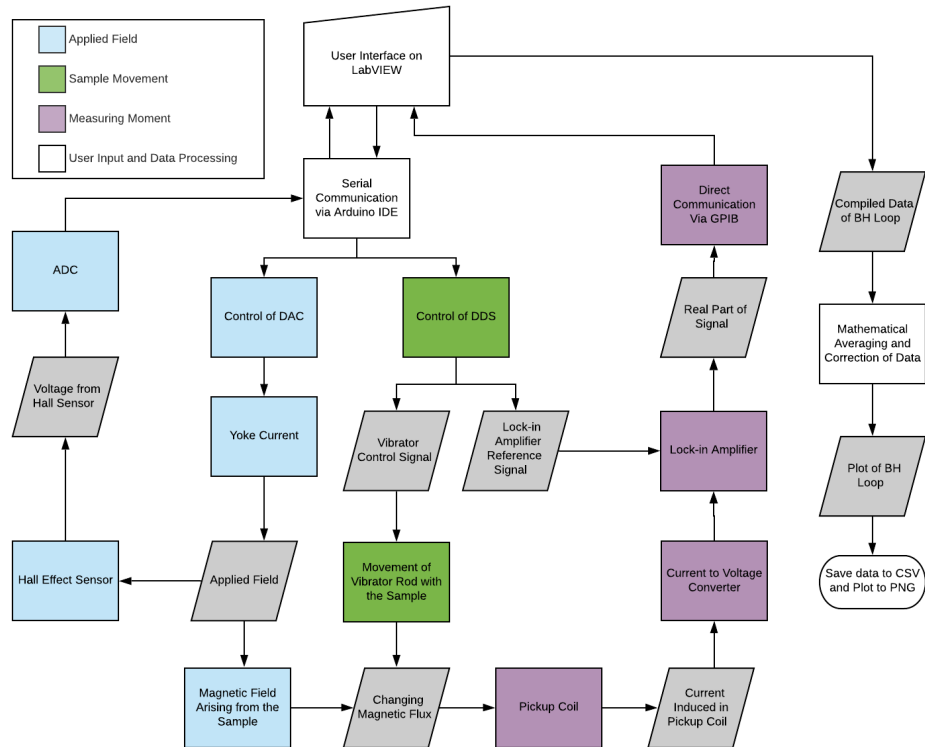 Applied Field
Sample Movement
Measuring Moment
User Input and Data Processing
User Interface on
LabVIEW
Serial
Communication
via Arduino IDE
Direct
Communication
Via GPIB
Compiled Data
of BH Loop
ADC
Control of DAC
Control of DDS
Real Part of
Signal
Mathematical
Averaging and
Correction of Data
Voltage from
Hall Sensor
Yoke Current
Vibrator
Control Signal
Lock-in
Amplifier
Reference
Signal
Lock-in Amplifier
Plot of BH
Loop
Hall Effect Sensor
Applied Field
Movement of
Vibrator Rod with
the Sample
Current to Voltage
Converter
Save data to CSV
and Plot to PNG
Magnetic Field
Arising from the
Sample
Changing
Magnetic Flux
Pickup Coil
Current
Induced in
Pickup Coil